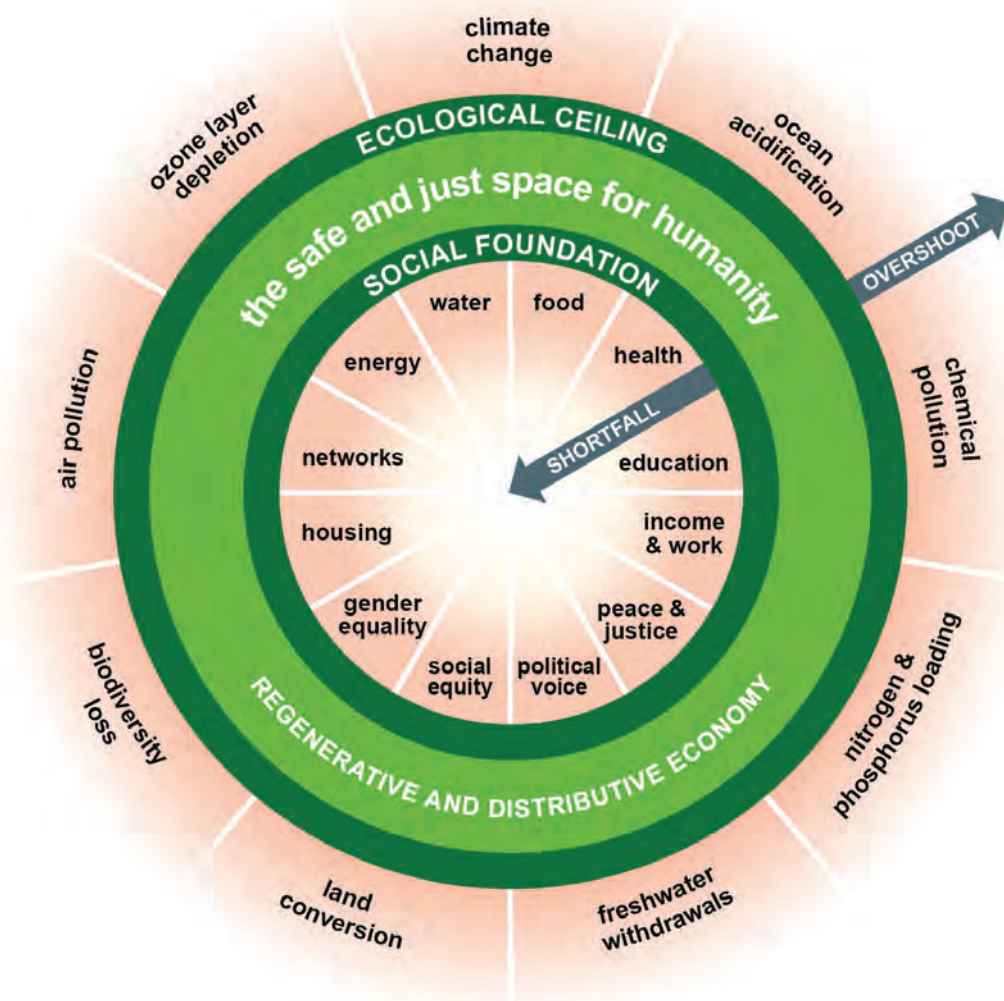 climate
change
ocean
acidification
OVERSHOOT
chemical
pollution
nitrogen &
phosphorus loading
freshwater
withdrawals
land
conversion
biodiversity
loss
air pollution
ozone layer
depletion
ECOLOGICAL CEILING
the safe and just space for humanity
SOCIAL FOUNDATION
water
food
health
SHORTFALL
education
income
& work
peace &
justice
political
voice
social
equity
gender
equality
housing
networks
energy
REGENERATIVE AND DISTRIBUTIVE ECONOMY